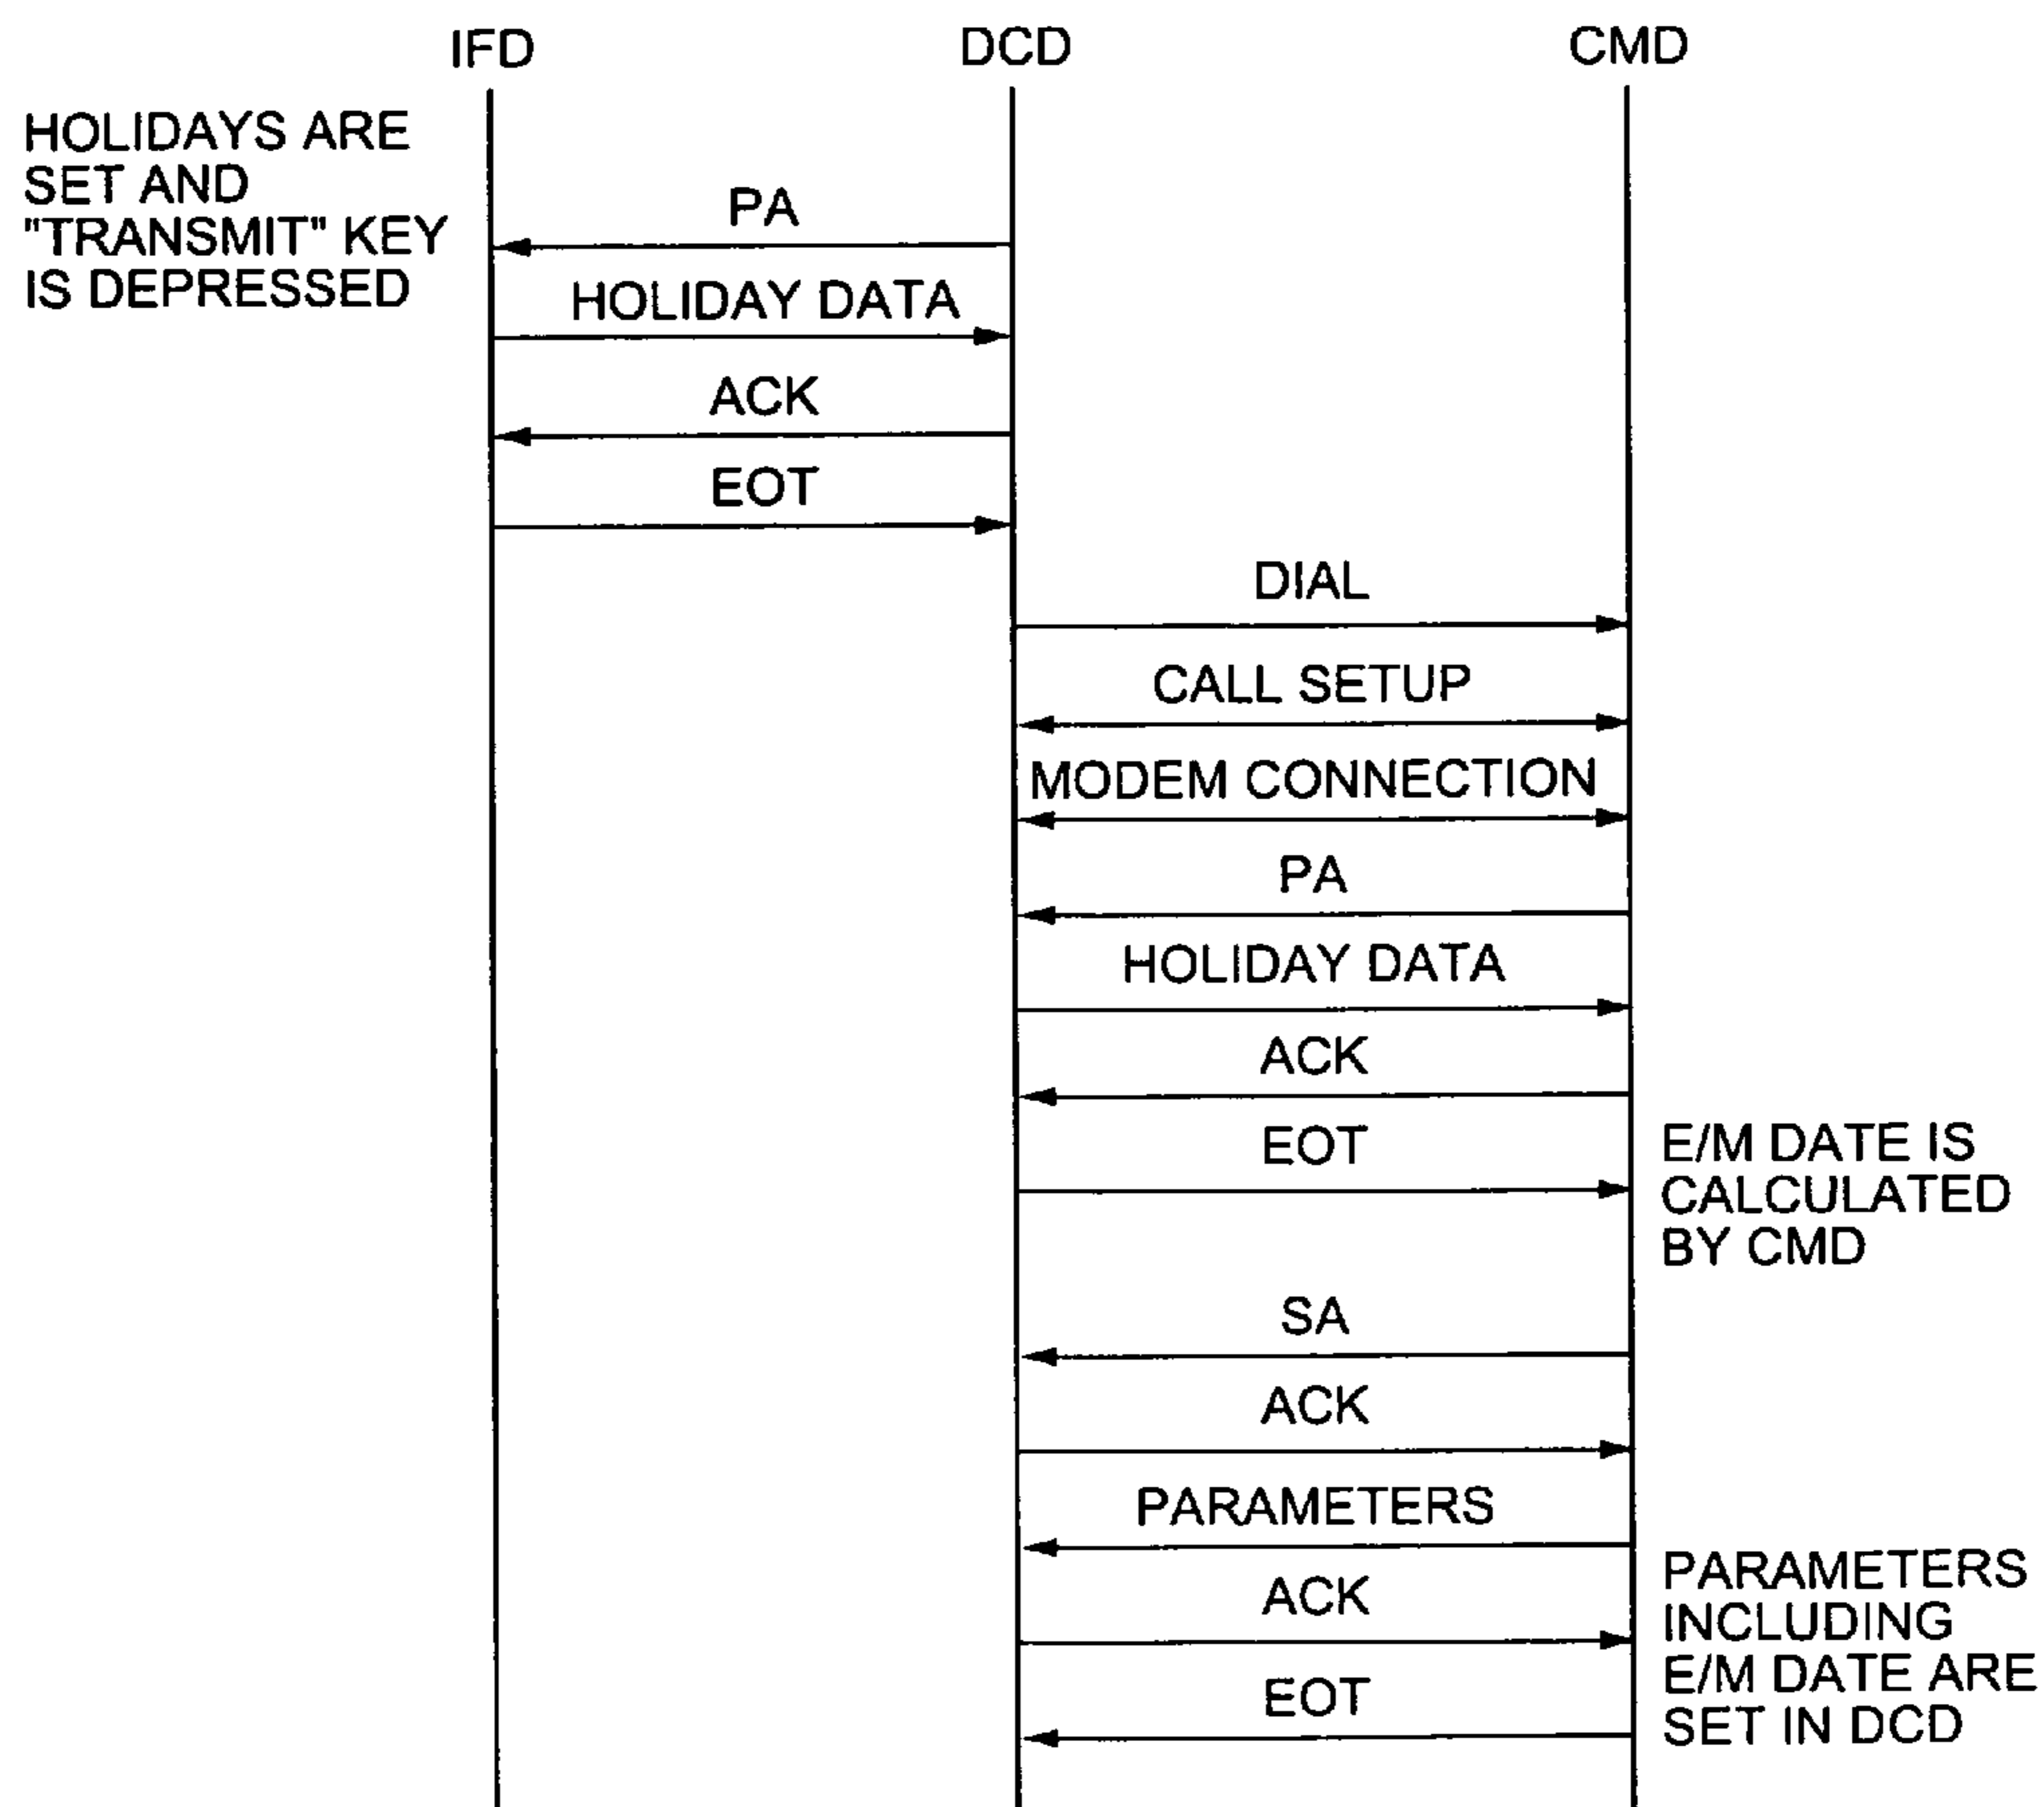 IFD
DCD
CMD
HOLIDAYS ARE
SET AND
"TRANSMIT" KEY
IS DEPRESSED
PA
HOLIDAY DATA
ACK
EOT
DIAL
CALL SETUP
MODEM CONNECTION
PA
HOLIDAY DATA
ACK
EOT
E/M DATE IS
CALCULATED
BY CMD
SA
ACK
PARAMETERS
ACK
EOT
PARAMETERS
INCLUDING
E/M DATE ARE
SET IN DCD